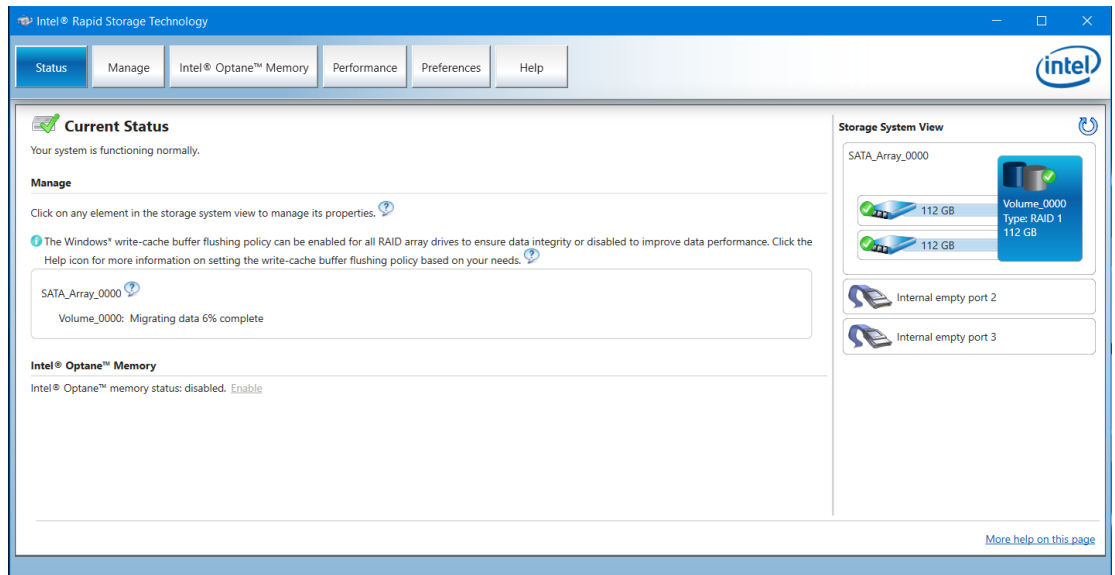 Intel® Rapid Storage Technology
Status
Manage
Intel® Optane™ Memory
Performance
Preferences
Help
intel
Current Status
Your system is functioning normally.
Manage
Click on any element in the storage system view to manage its properties.
The Windows* write-cache buffer flushing policy can be enabled for all RAID array drives to ensure data integrity or disabled to improve data performance. Click the
Help icon for more information on setting the write-cache buffer flushing policy based on your needs.
SATA_Array_0000
Volume_0000: Migrating data 6% complete
Intel® Optane™ Memory
Intel® Optane™ memory status: disabled. Enable
Storage System View
SATA_Array_0000
112 GB
112 GB
Volume_0000
Type: RAID 1
112 GB
Internal empty port 2
Internal empty port 3
More help on this page